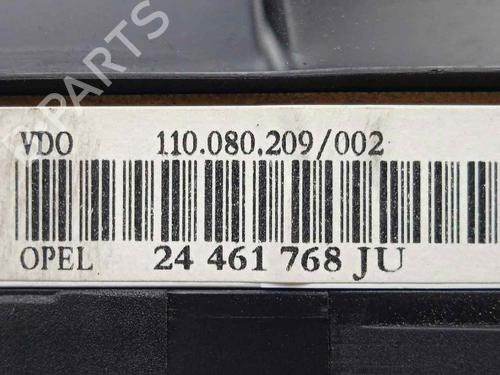 VDO 110.080.209/002
OPEL 24 461 768 JU
B-PARTS